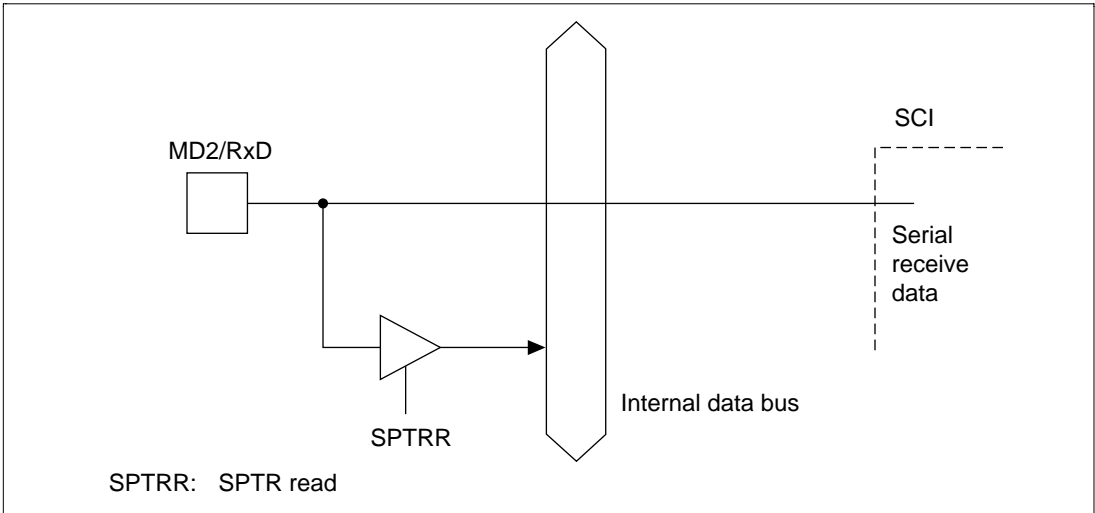 SCI
MD2/RxD
Serial
receive
data
Internal data bus
SPTRR
SPTRR: SPTR read